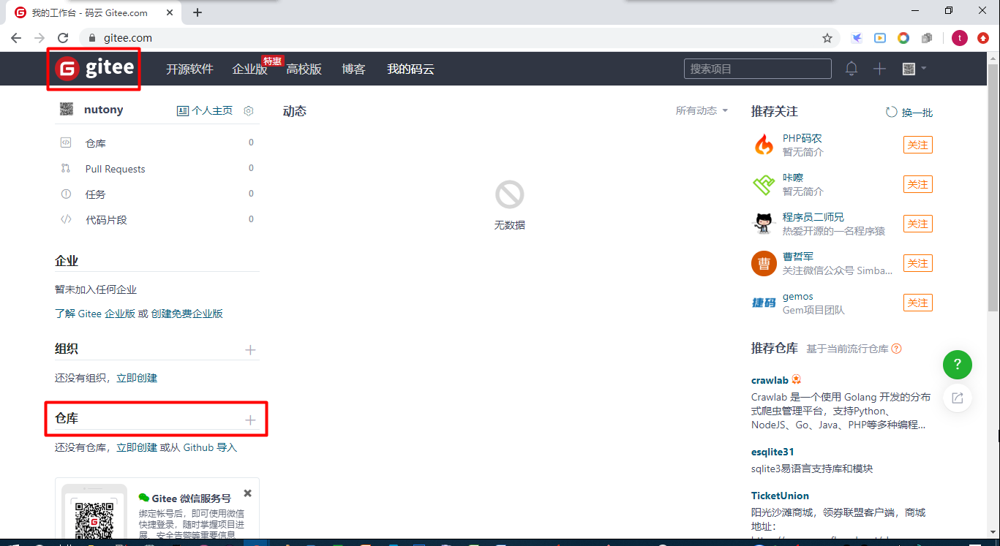 我的工作台 - 码云 Gitee.com
gitee.com
t
gitee
开源软件
企业版
特惠
高校版
博客
我的码云
搜索项目
nutony
个人主页
仓库
0
Pull Requests
0
任务
0
代码片段
0
企业
暂未加入任何企业
了解 Gitee 企业版 或 创建免费企业版
组织
还没有组织，立即创建
仓库
还没有仓库，立即创建 或从 Github 导入
Gitee 微信服务号
绑定帐号后，即可使用微信
快捷登录，随时掌握项目进
展、安全告警等重要信息
动态
所有动态
无数据
推荐关注
换一批
PHP码农
暂无简介
关注
咔嚓
暂无简介
关注
程序员二师兄
热爱开源的一名程序猿
关注
曹
曹哲军
关注微信公众号 Simba...
关注
捷码
gemos
Gem项目团队
关注
推荐仓库
基于当前流行仓库
crawlab
Crawlab 是一个使用 Golang 开发的分布
式爬虫管理平台，支持Python、
NodeJS、Go、Java、PHP等多种编程...
esqlite31
sqlite3易语言支持库和模块
TicketUnion
阳光沙滩商城，领券联盟客户端，商城
地址：